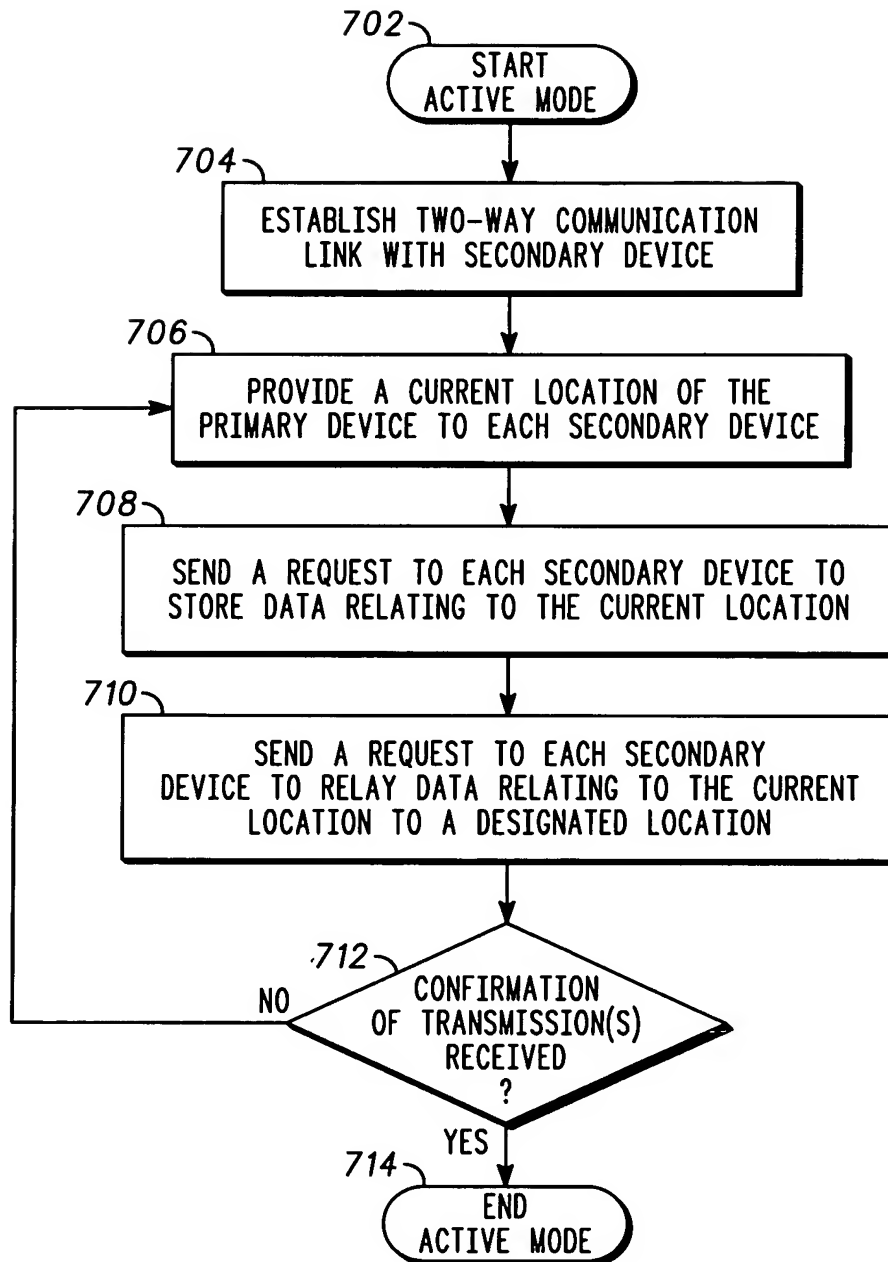 702
START
ACTIVE MODE
704
ESTABLISH TWO-WAY COMMUNICATION
LINK WITH SECONDARY DEVICE
706
PROVIDE A CURRENT LOCATION OF THE
PRIMARY DEVICE TO EACH SECONDARY DEVICE
708
SEND A REQUEST TO EACH SECONDARY DEVICE TO
STORE DATA RELATING TO THE CURRENT LOCATION
710
SEND A REQUEST TO EACH SECONDARY
DEVICE TO RELAY DATA RELATING TO THE CURRENT
LOCATION TO A DESIGNATED LOCATION
712
CONFIRMATION
OF TRANSMISSION(S)
RECEIVED
?
NO
YES
714
END
ACTIVE MODE